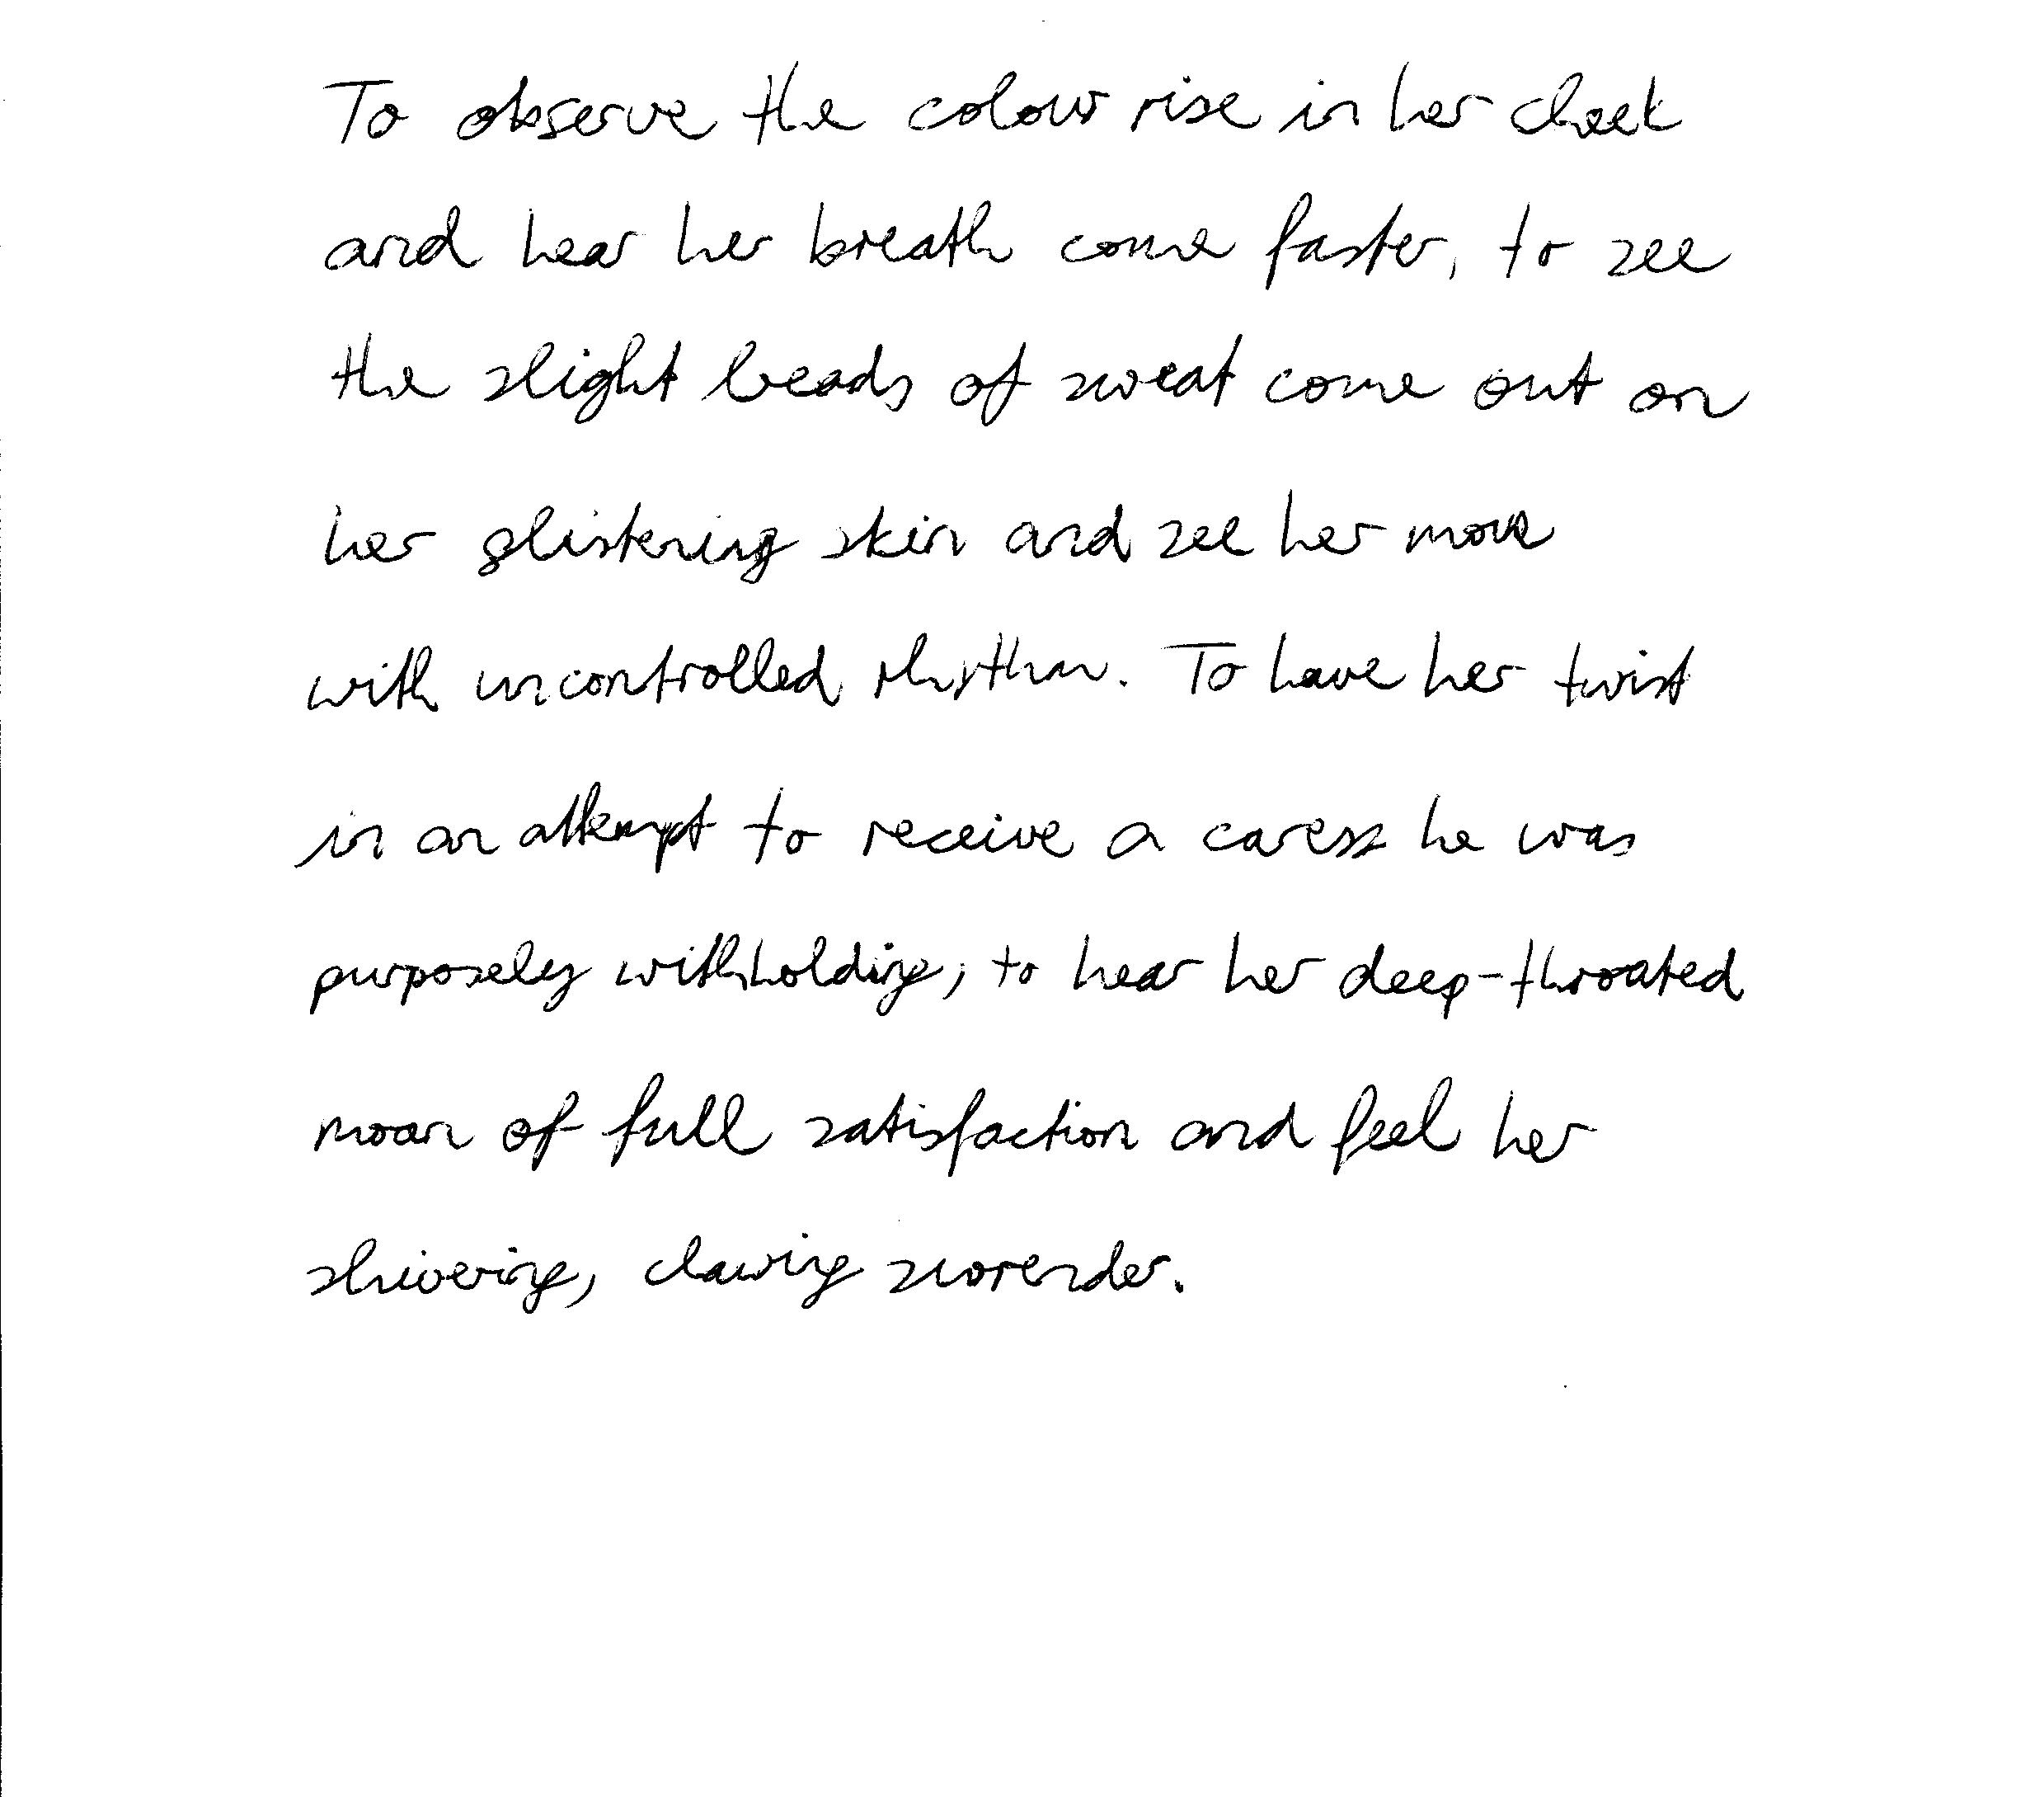 To observe the colour rise in her cheek
and hear her breath come faster, to see
the slight beads of sweat come out on
her glistening skin and see her move
with uncontrolled rhythm. To have her twist
in an attempt to receive a caress he was
purposely withholding, to hear her deep-throated
moan of full satisfaction and feel her
shivering, clawing surrender.